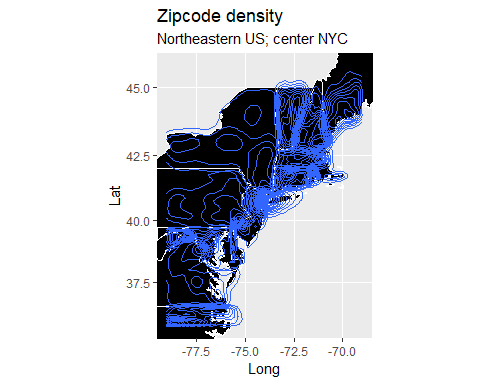 Zipcode density
Northeastern US; center NYC
45.0
42.5
40.0
37.5
Lat
-77.5 -75.0 -72.5 -70.0
Long